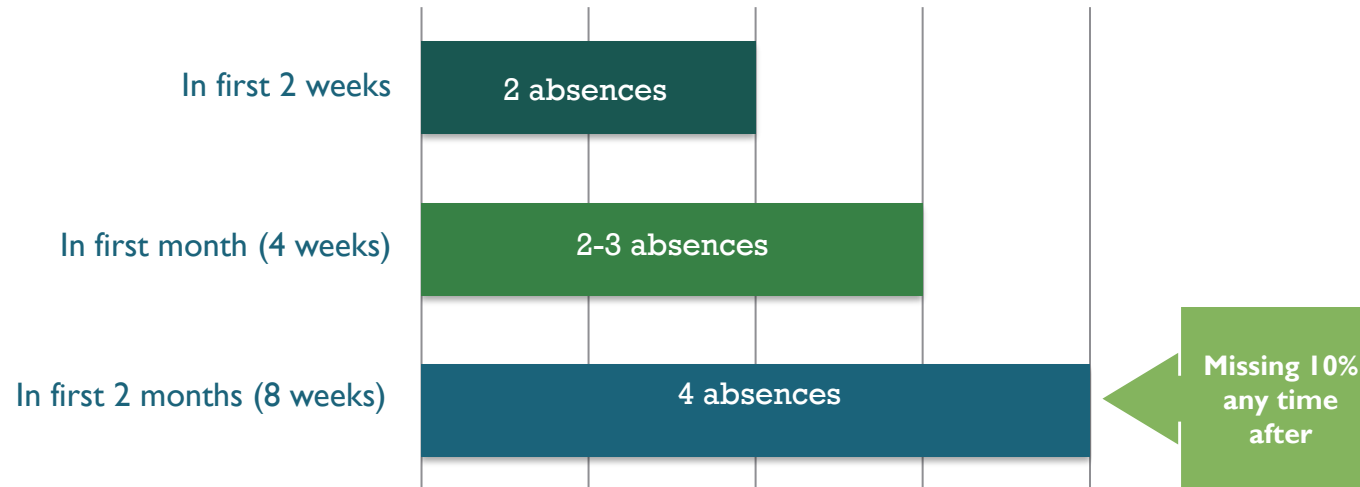 In first 2 weeks
2 absences
In first month (4 weeks)
2-3 absences
In first 2 months (8 weeks)
4 absences
Missing 10%
any time
after